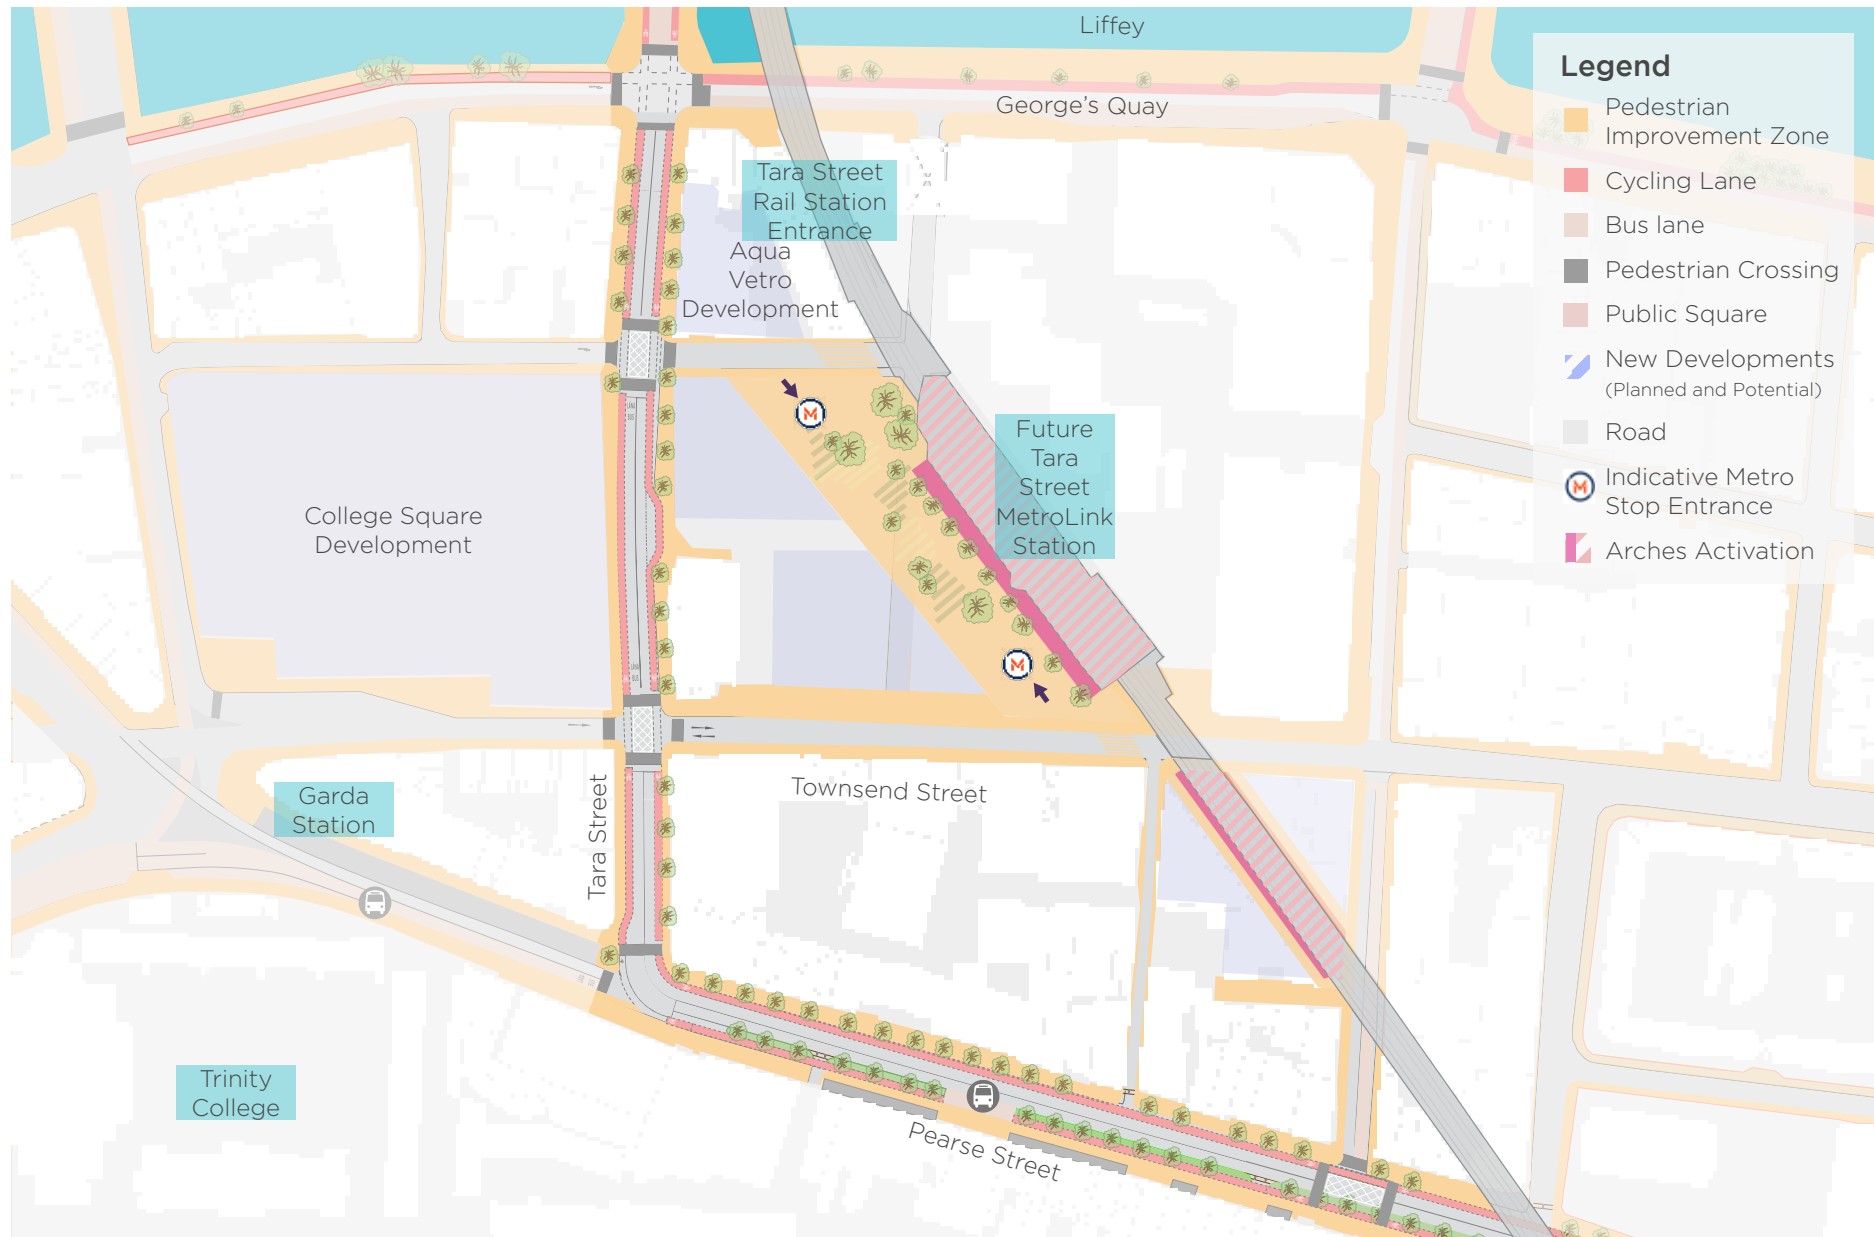 Liffey
George's Quay
Tara Street
Rail Station
Entrance
Aqua
Vetro
Development
Future
Tara
Street
MetroLink
Station
College Square
Development
Townsend Street
Tara Street
Garda
Station
Trinity
College
Pearse Street
Legend
Pedestrian
Improvement Zone
Cycling Lane
Bus lane
Pedestrian Crossing
Public Square
New Developments
(Planned and Potential)
Road
M Indicative Metro
Stop Entrance
Arches Activation
M
M